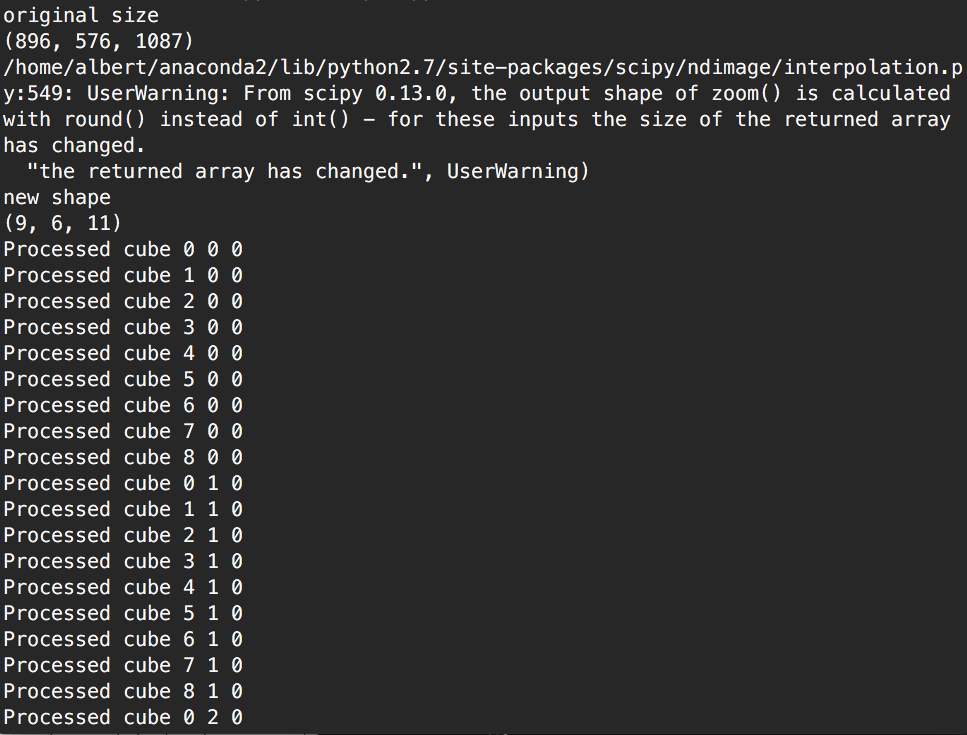 original size
(896, 576, 1087)
/home/albert/anaconda2/lib/python2.7/site-packages/scipy/ndimage/interpolation.p
y:549: UserWarning: From scipy 0.13.0, the output shape of zoom() is calculated
with round() instead of int() – for these inputs the size of the returned array
has changed.
  "the returned array has changed.", UserWarning)
new shape
(9, 6, 11)
Processed cube 0 0 0
Processed cube 1 0 0
Processed cube 2 0 0
Processed cube 3 0 0
Processed cube 4 0 0
Processed cube 5 0 0
Processed cube 6 0 0
Processed cube 7 0 0
Processed cube 8 0 0
Processed cube 0 1 0
Processed cube 1 1 0
Processed cube 2 1 0
Processed cube 3 1 0
Processed cube 4 1 0
Processed cube 5 1 0
Processed cube 6 1 0
Processed cube 7 1 0
Processed cube 8 1 0
Processed cube 0 2 0